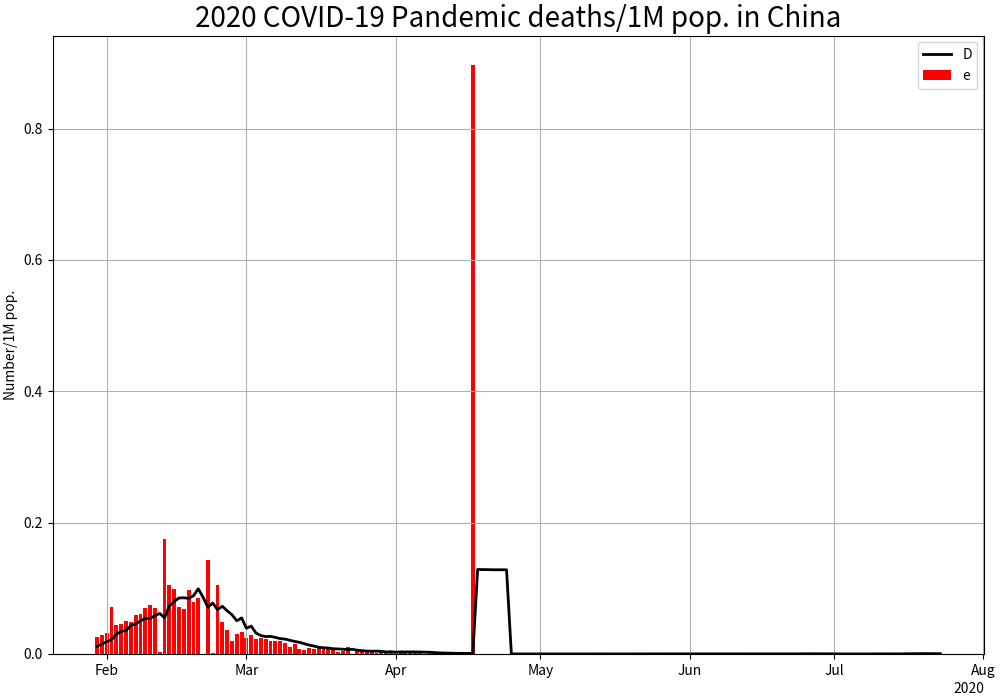 2020 COVID-19 Pandemic deaths/1M pop. in China
D
e
Number/1M pop.
0.8
0.6
0.4
0.2
0.0
Feb Mar Apr May Jun Jul Aug
2020